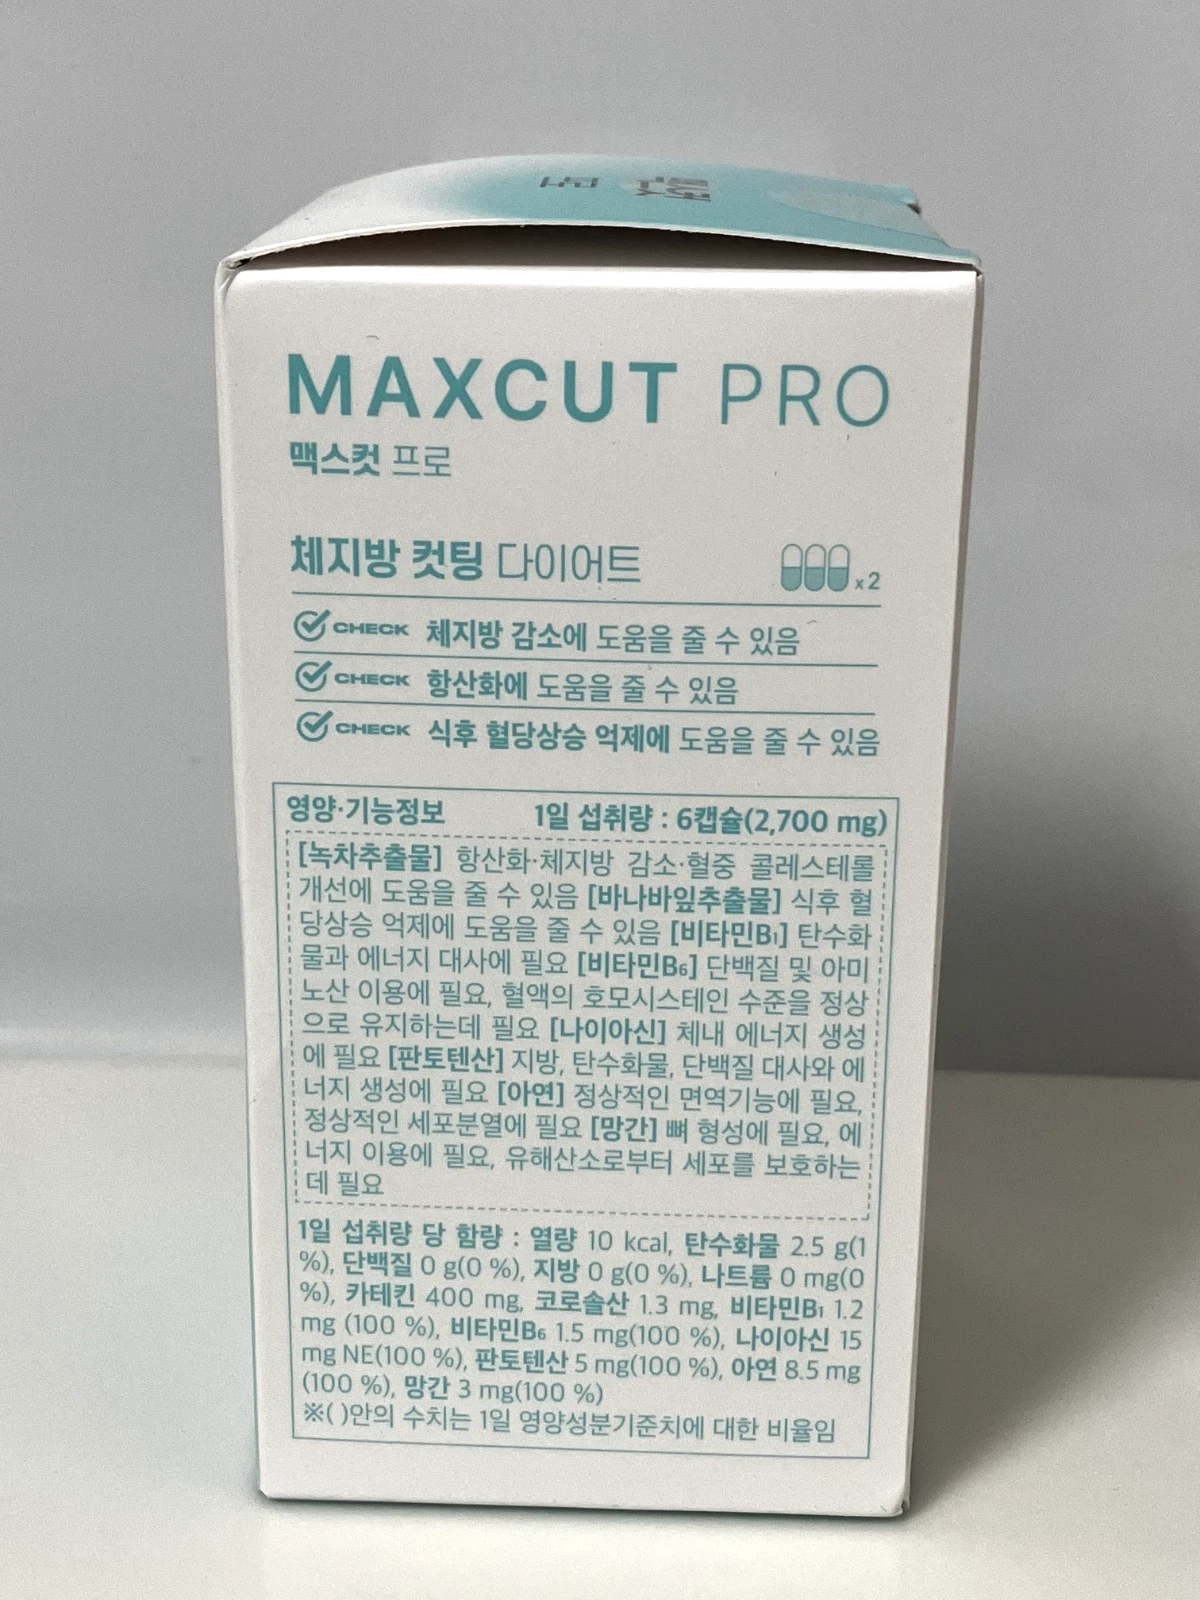 MAXCUT PRO
맥스컷 프로
체지방 컷팅 다이어트
x2
CHECK 체지방 감소에 도움을 줄 수 있음
CHECK 항산화에 도움을 줄 수 있음
CHECK 식후 혈당상승 억제에 도움을 줄 수 있음
영양·기능정보 1일 섭취량 : 6캡슐(2,700 mg)
[녹차추출물] 항산화·체지방 감소·혈중 콜레스테롤
개선에 도움을 줄 수 있음 [바나바잎추출물] 식후 혈
당상승 억제에 도움을 줄 수 있음 [비타민B₁] 탄수화
물과 에너지 대사에 필요 [비타민B₆] 단백질 및 아미
노산 이용에 필요, 혈액의 호모시스테인 수준을 정상
으로 유지하는데 필요 [나이아신] 체내 에너지 생성
에 필요 [판토텐산] 지방, 탄수화물, 단백질 대사와 에
너지 생성에 필요 [아연] 정상적인 면역기능에 필요,
정상적인 세포분열에 필요 [망간] 뼈 형성에 필요, 에
너지 이용에 필요, 유해산소로부터 세포를 보호하는
데 필요
1일 섭취량 당 함량 : 열량 10 kcal, 탄수화물 2.5 g(1
%), 단백질 0 g(0 %), 지방 0 g(0 %), 나트륨 0 mg(0
%), 카테킨 400 mg, 코로솔산 1.3 mg, 비타민B₁ 1.2
mg (100 %), 비타민B₆ 1.5 mg(100 %), 나이아신 15
mg NE(100 %), 판토텐산 5 mg(100 %), 아연 8.5 mg
(100 %), 망간 3 mg(100 %)
※( )안의 수치는 1일 영양성분기준치에 대한 비율임